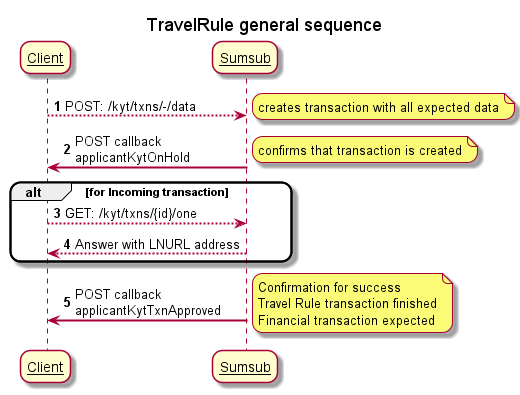 TravelRule general sequence
Client
Sumsub
1 POST: /kyt/txns/-/data
creates transaction with all expected data
2 POST callback
applicantKytOnHold
confirms that transaction is created
alt [for Incoming transaction]
3 GET: /kyt/txns/{id}/one
4 Answer with LNURL address
5 POST callback
applicantKytTxnApproved
Confirmation for success
Travel Rule transaction finished
Financial transaction expected
Client
Sumsub